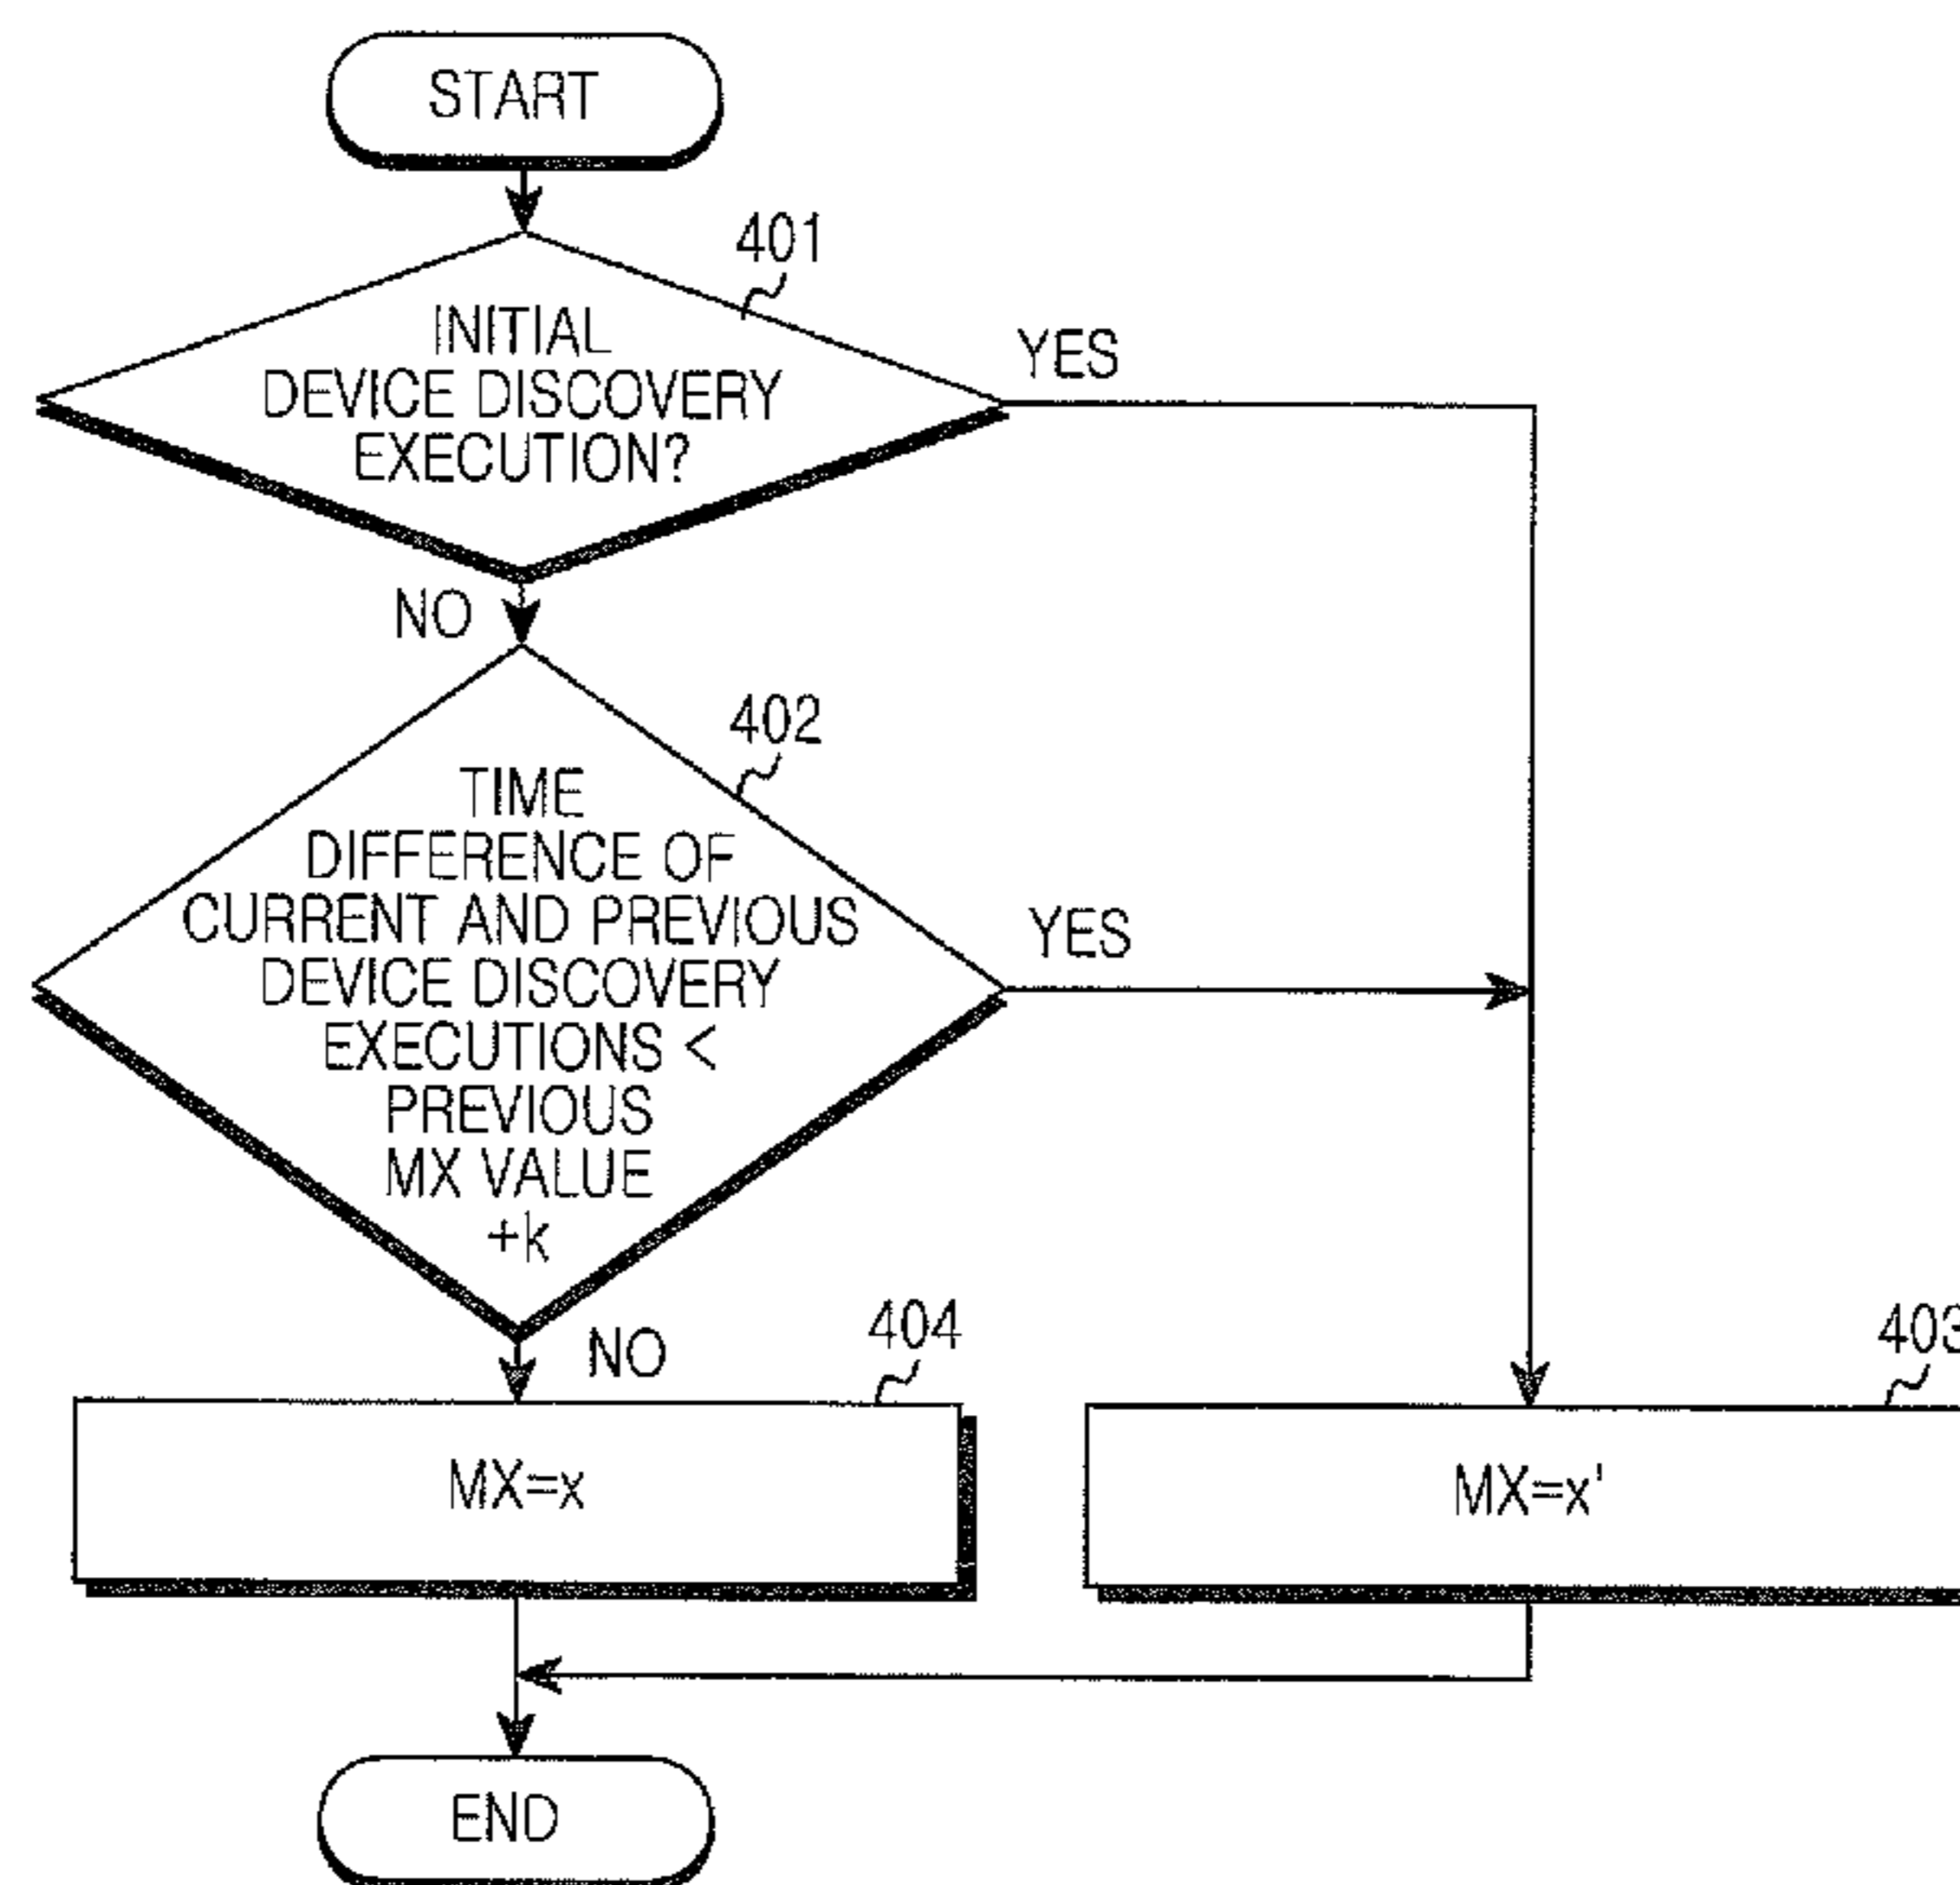 START
401
INITIAL
DEVICE DISCOVERY
EXECUTION?
YES
NO
402
TIME
DIFFERENCE OF
CURRENT AND PREVIOUS
DEVICE DISCOVERY
EXECUTIONS <
PREVIOUS
MX VALUE
+k
YES
NO
404
MX=x
403
MX=x'
END